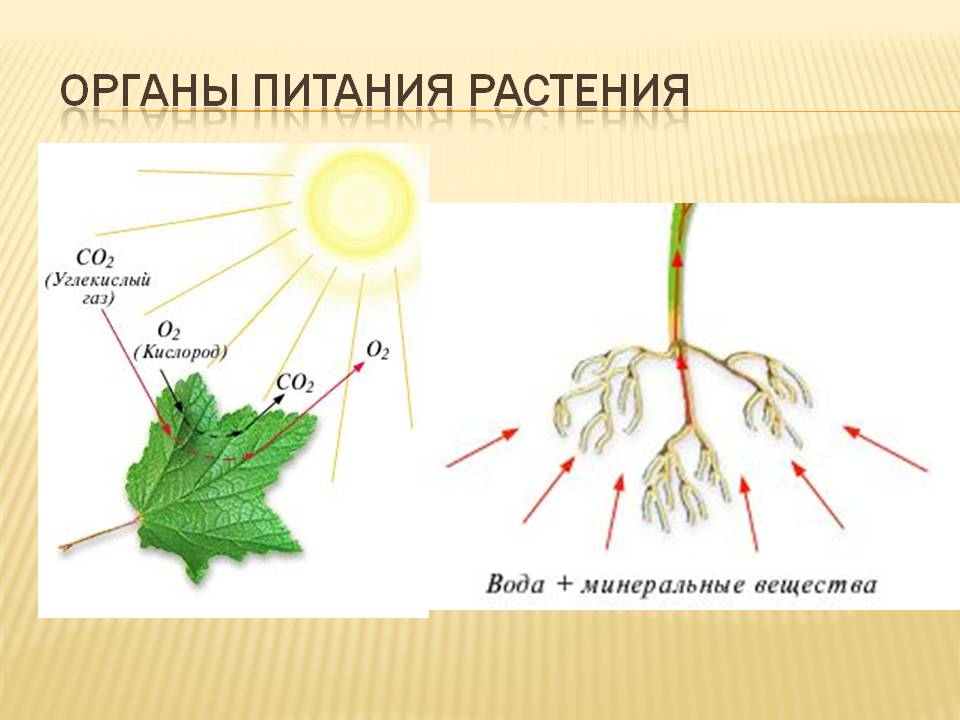 ОРГАНЫ ПИТАНИЯ РАСТЕНИЯ
CO2
(Углекислый
газ)
O2
(Кислород)
CO2
O2
Вода + минеральные вещества